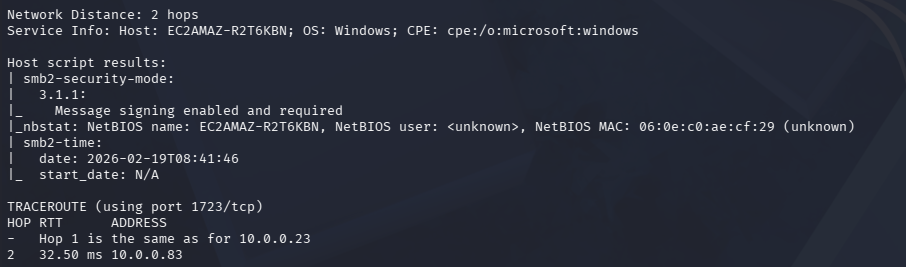 Network Distance: 2 hops
Service Info: Host: EC2AMAZ-R2T6KBN; OS: Windows; CPE: cpe:/o:microsoft:windows
Host script results:
| smb2-security-mode:
|   3.1.1:
|_    Message signing enabled and required
|_nbstat: NetBIOS name: EC2AMAZ-R2T6KBN, NetBIOS user: <unknown>, NetBIOS MAC: 06:0e:c0:ae:cf:29 (unknown)
| smb2-time:
|   date: 2026-02-19T08:41:46
|_  start_date: N/A
TRACEROUTE (using port 1723/tcp)
HOP RTT      ADDRESS
-   Hop 1 is the same as for 10.0.0.23
2   32.50 ms 10.0.0.83